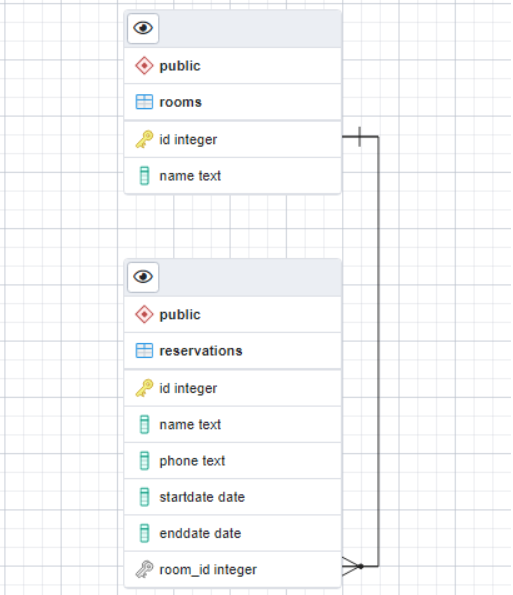 public
rooms
id integer
name text
public
reservations
id integer
name text
phone text
startdate date
enddate date
room_id integer